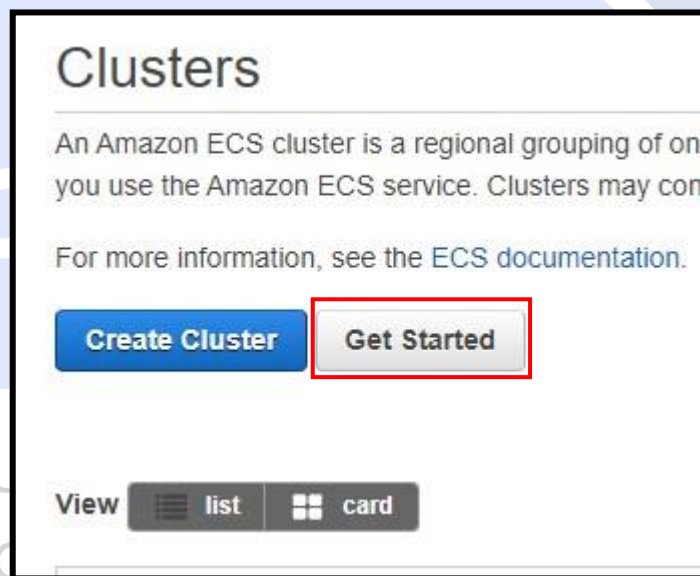 Clusters
An Amazon ECS cluster is a regional grouping of on
you use the Amazon ECS service. Clusters may con
For more information, see the ECS documentation.
Create Cluster Get Started
View list card